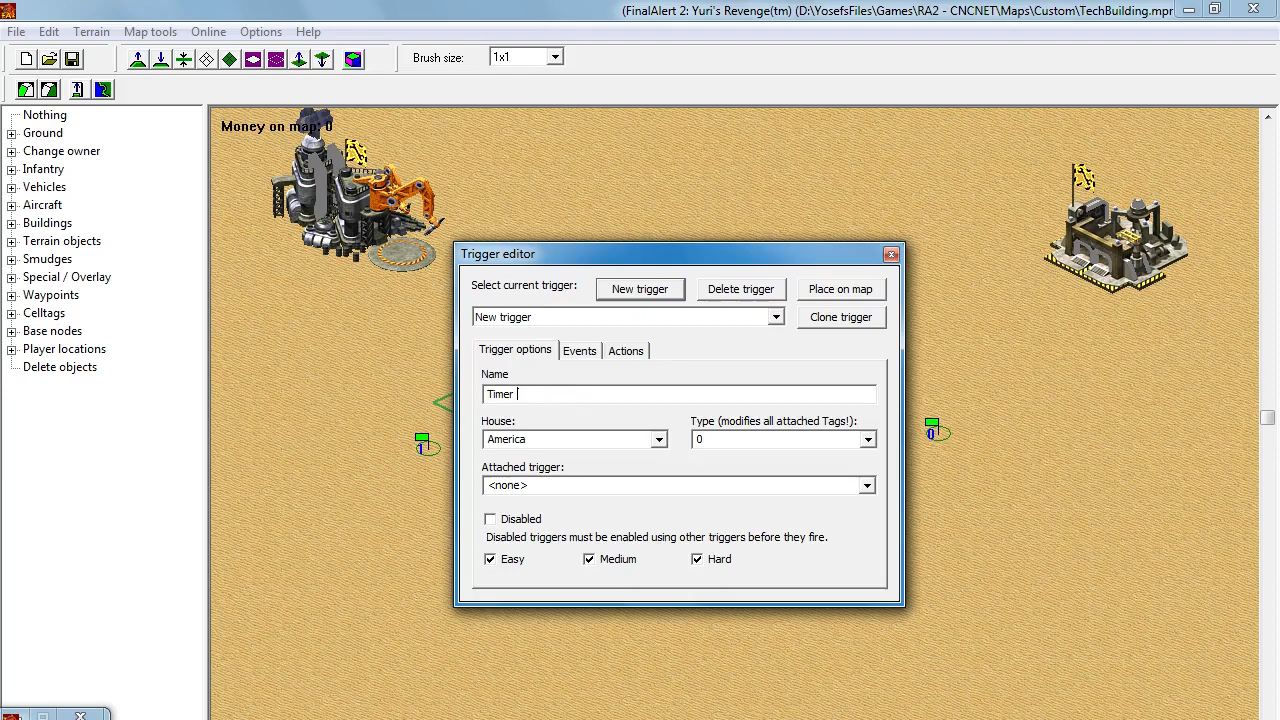 (FinalAlert 2: Yuri's Revenge(tm) (D:\YosefsFiles\Games\RA2 - CNCNET\Maps\Custom\TechBuilding.mpr
File Edit Terrain Map tools Online Options Help
Brush size: 1x1
Nothing
Ground
Change owner
Infantry
Vehicles
Aircraft
Buildings
Terrain objects
Smudges
Special / Overlay
Waypoints
Celltags
Base nodes
Player locations
Delete objects
Money on map: 0
1
0
Trigger editor
Select current trigger: New trigger Delete trigger Place on map
New trigger Clone trigger
Trigger options Events Actions
Name
Timer
House: Type (modifies all attached Tags!):
America 0
Attached trigger:
<none>
Disabled
Disabled triggers must be enabled using other triggers before they fire.
Easy Medium Hard